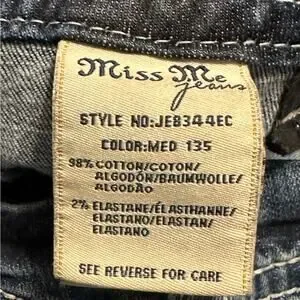 Miss Me
jeans
STYLE NO:JE8344EC
COLOR:MED 135
98% COTTON/COTON/
ALGODÓN/BAUMWOLLE/
ALGODÃO
2% ELASTANE/ÉLASTHANNE/
ELASTANO/ELASTAN/
ELASTANO
SEE REVERSE FOR CARE